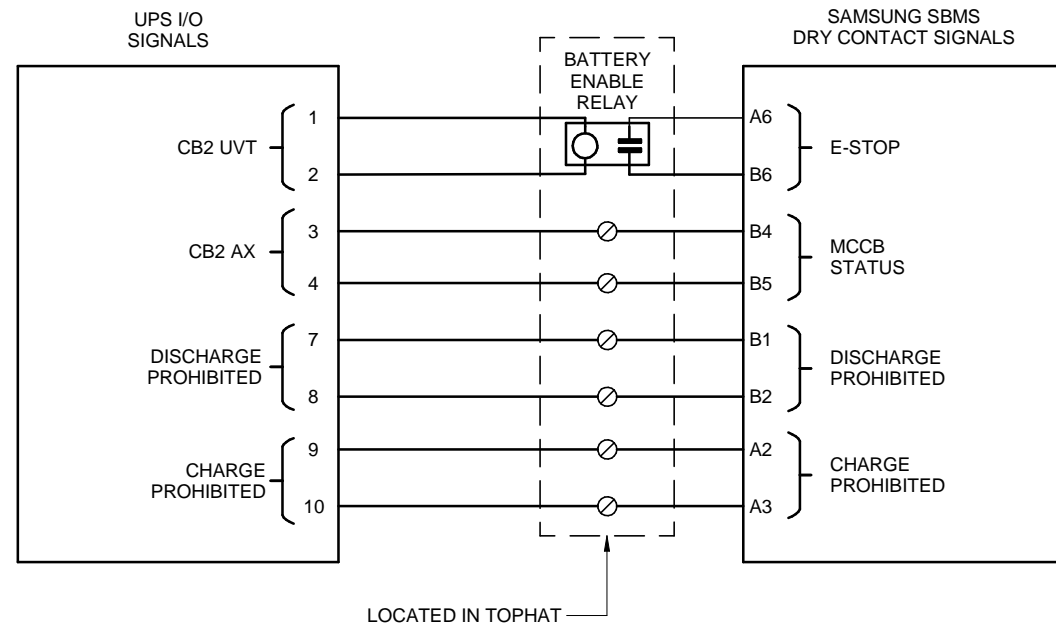 UPS I/O
SIGNALS
SAMSUNG SBMS
DRY CONTACT SIGNALS
BATTERY
ENABLE
RELAY
CB2 UVT
1
2
A6
B6
E-STOP
CB2 AX
3
4
B4
B5
MCCB
STATUS
DISCHARGE
PROHIBITED
7
8
B1
B2
DISCHARGE
PROHIBITED
CHARGE
PROHIBITED
9
10
A2
A3
CHARGE
PROHIBITED
LOCATED IN TOPHAT